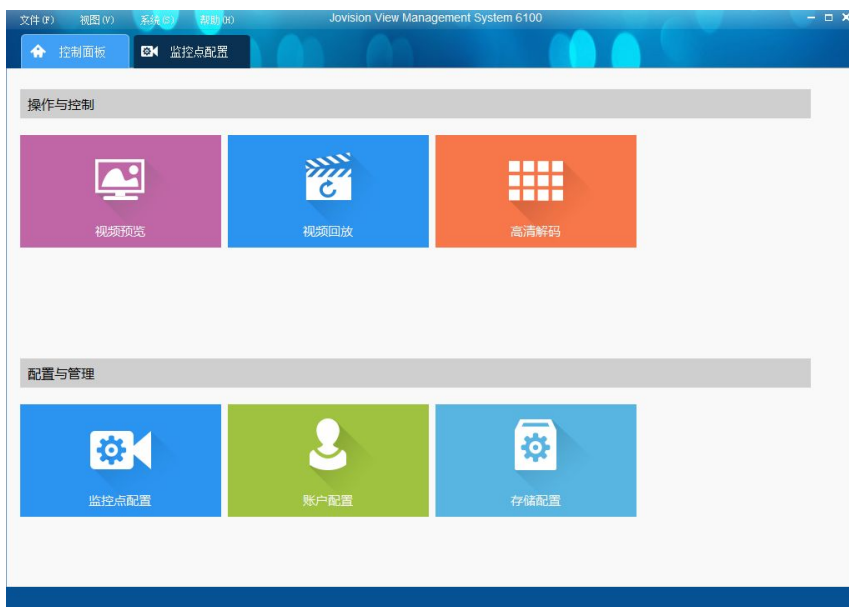 文件(F) 视图(V) 系统(S) 帮助(H) Jovision View Management System 6100
控制面板 监控点配置
操作与控制
视频预览 视频回放 高清解码
配置与管理
监控点配置 账户配置 存储配置